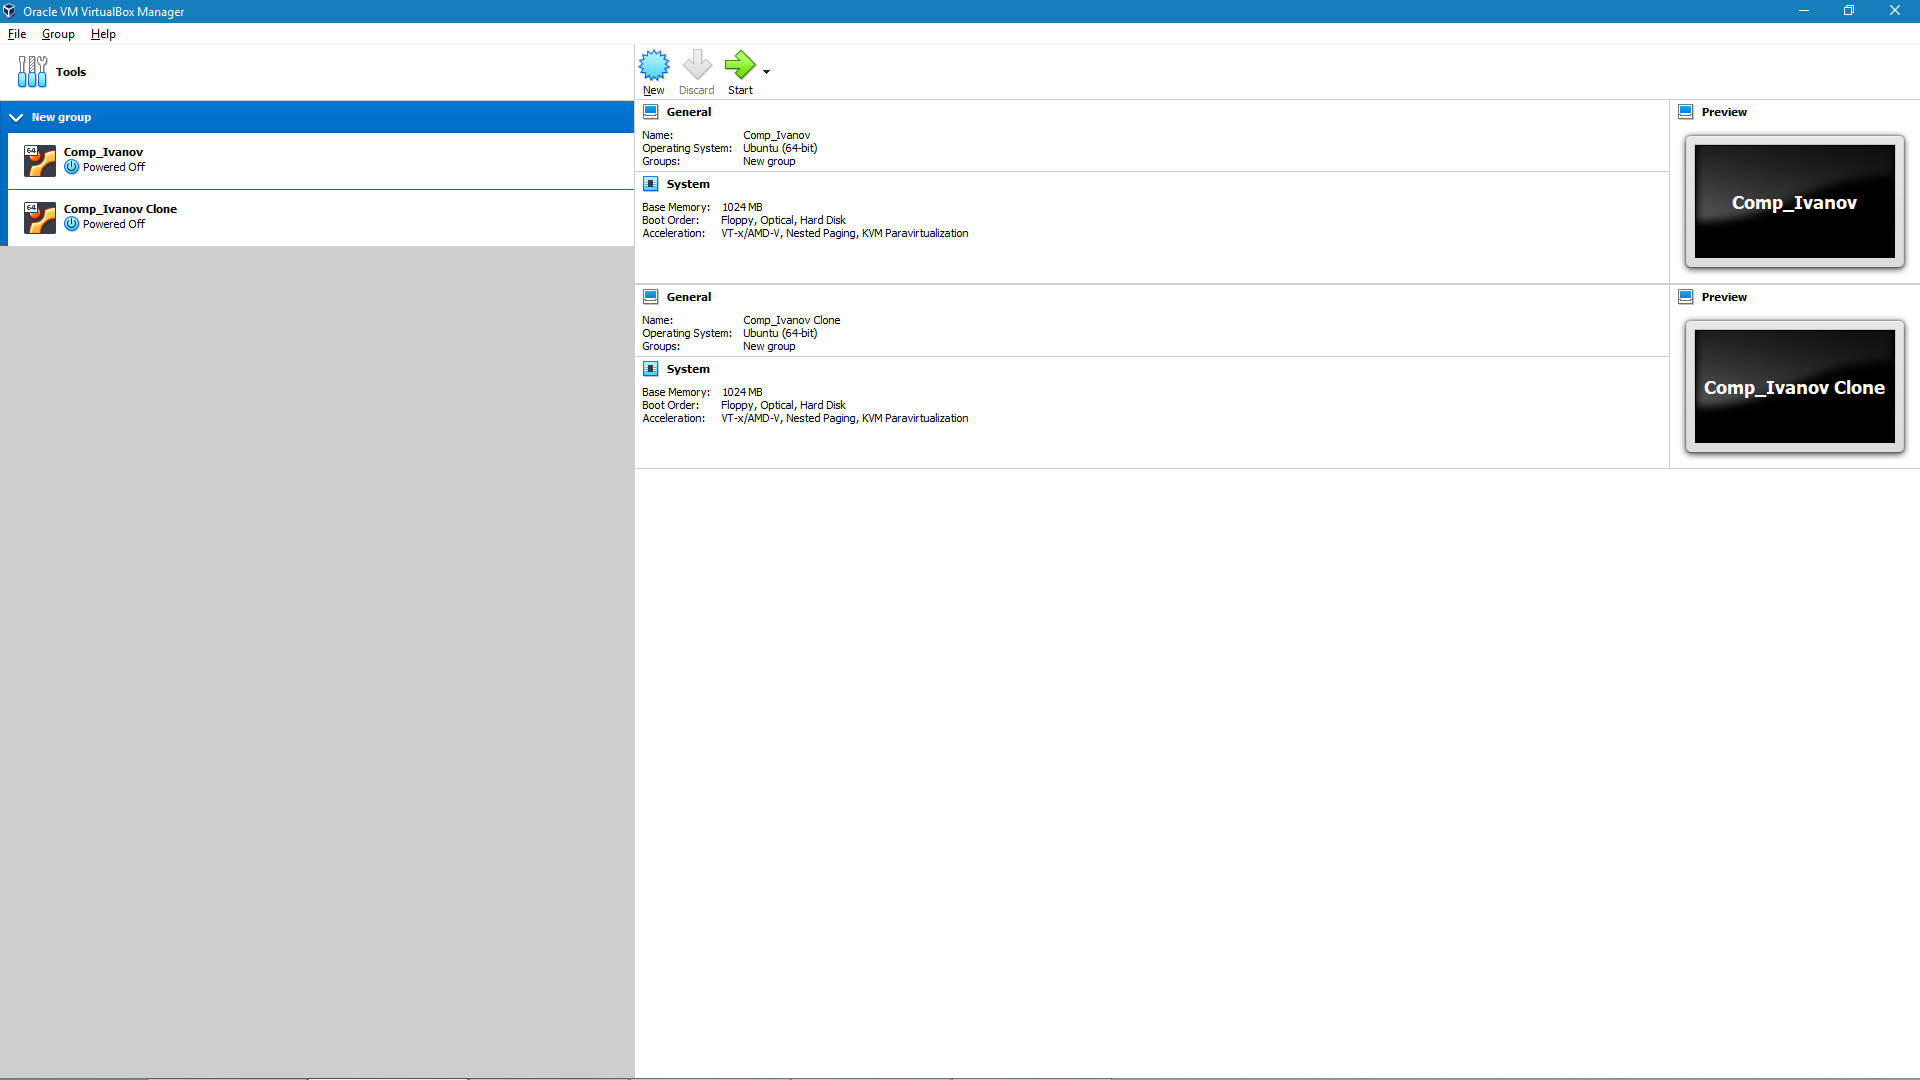 Oracle VM VirtualBox Manager
File Group Help
Tools
New Discard Start
New group
64
Comp_Ivanov
Powered Off
64
Comp_Ivanov Clone
Powered Off
General
Name: Comp_Ivanov
Operating System: Ubuntu (64-bit)
Groups: New group
System
Base Memory: 1024 MB
Boot Order: Floppy, Optical, Hard Disk
Acceleration: VT-x/AMD-V, Nested Paging, KVM Paravirtualization
Preview
Comp_Ivanov
General
Name: Comp_Ivanov Clone
Operating System: Ubuntu (64-bit)
Groups: New group
System
Base Memory: 1024 MB
Boot Order: Floppy, Optical, Hard Disk
Acceleration: VT-x/AMD-V, Nested Paging, KVM Paravirtualization
Preview
Comp_Ivanov Clone